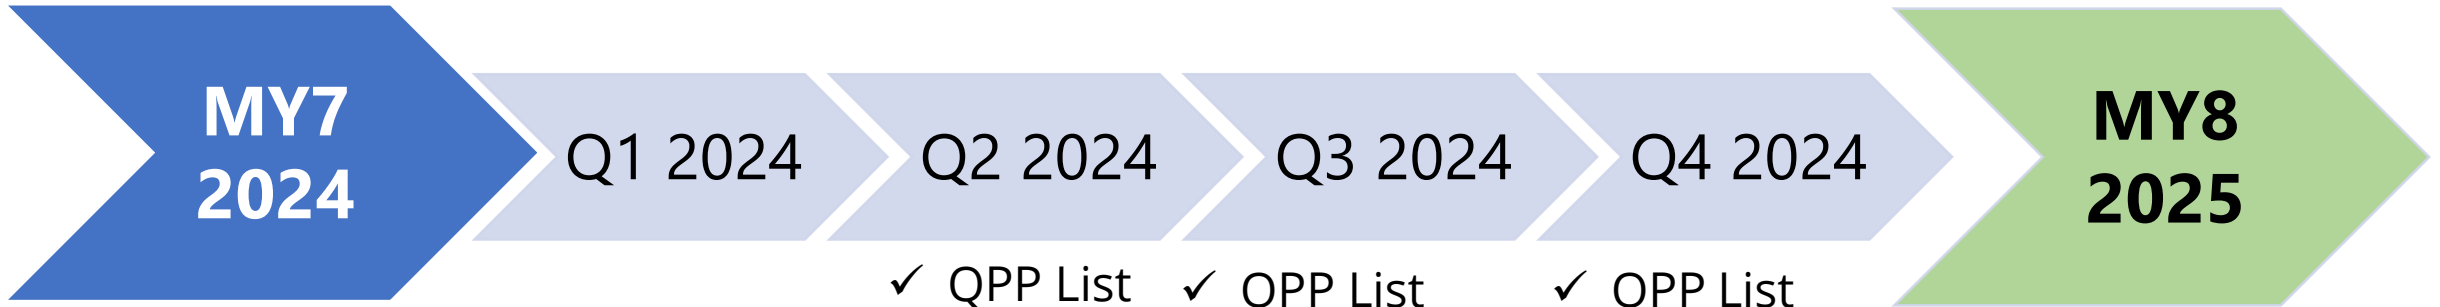 MY7
2024
Q1 2024
Q2 2024
Q3 2024
Q4 2024
MY8
2025
✓ QPP List
✓ QPP List
✓ QPP List